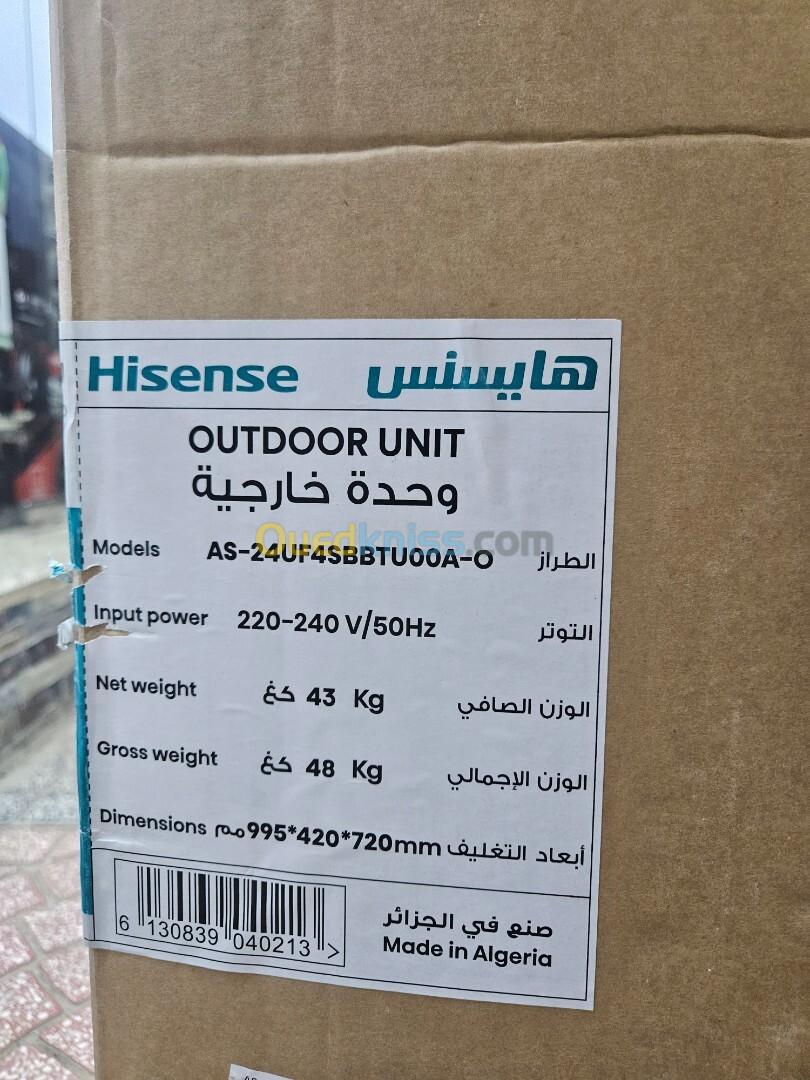 Hisense هايسنس
OUTDOOR UNIT
وحدة خارجية
Ouedkniss.com
Models AS-24UF4SBBTU00A-O الطراز
Input power 220-240 V/50Hz التوتر
Net weight كغ 43 Kg الوزن الصافي
Gross weight كغ 48 Kg الوزن الإجمالي
Dimensions مم 995*420*720mm أبعاد التغليف
6 130839 040213 >
صنع في الجزائر
Made in Algeria